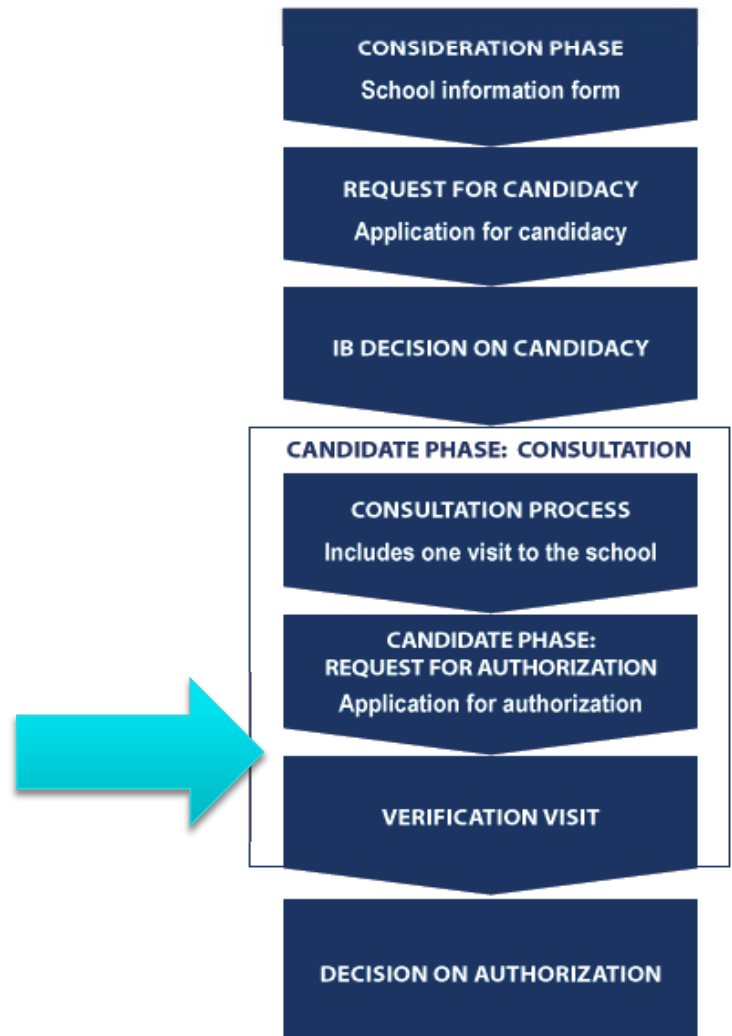 CONSIDERATION PHASE
School information form
REQUEST FOR CANDIDACY
Application for candidacy
IB DECISION ON CANDIDACY
CANDIDATE PHASE: CONSULTATION
CONSULTATION PROCESS
Includes one visit to the school
CANDIDATE PHASE:
REQUEST FOR AUTHORIZATION
Application for authorization
VERIFICATION VISIT
DECISION ON AUTHORIZATION